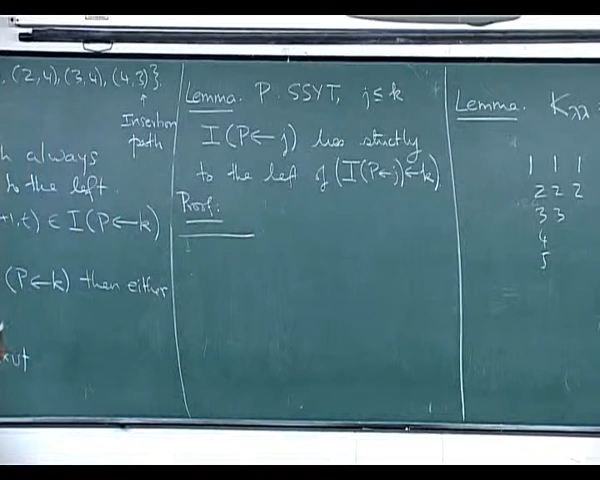 , (2,4), (3,4), (4,3)}.
↑
Insertion
path
h always
to the left.
+1,t) ∈ I(P←k)
(P←k) then either
Lemma. P. SSYT, j ≤ k
I(P←j) lies strictly
to the left of (I(P←j)←k)
Proof:
Lemma. K_λλ =
1 1 1
2 2 2
3 3
4
5